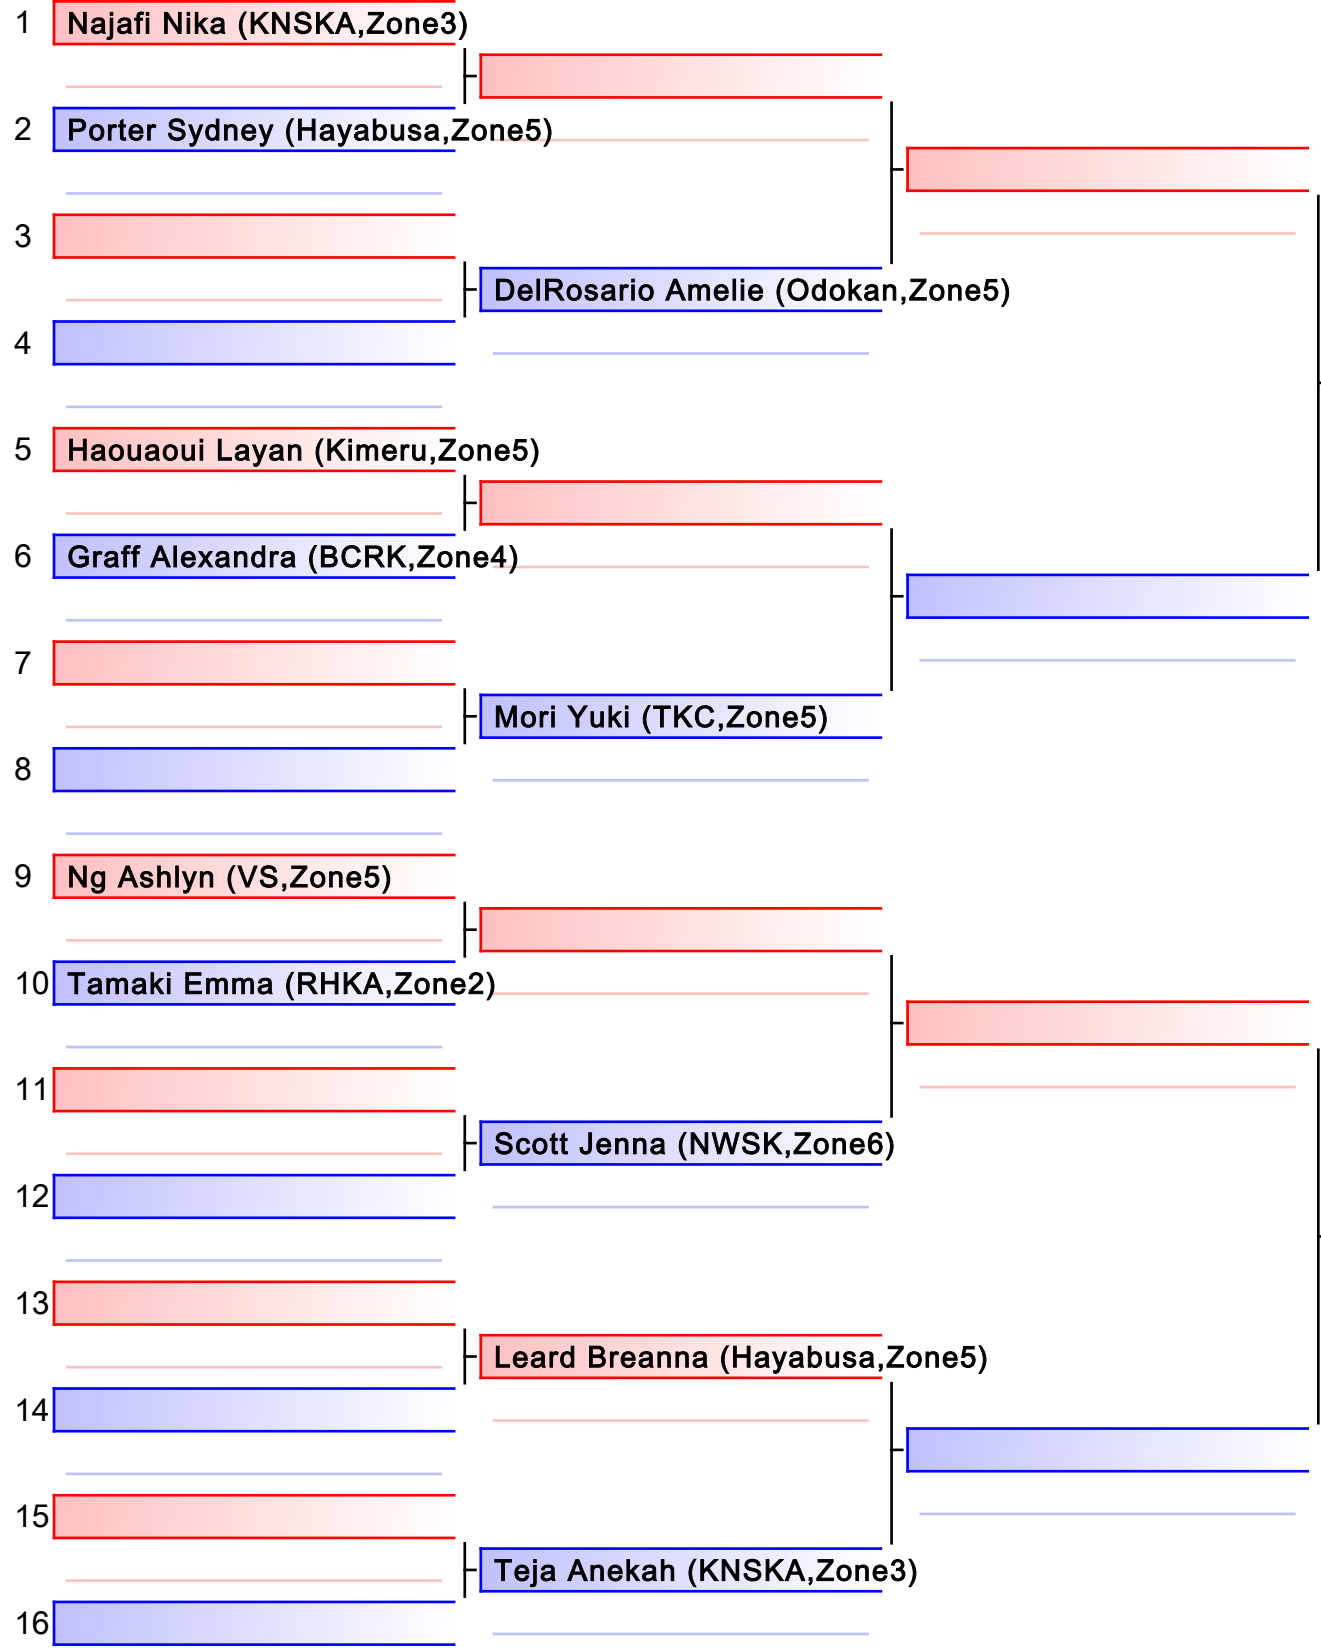 1 Najafi Nika (KNSKA,Zone3)
2 Porter Sydney (Hayabusa,Zone5)
3
DelRosario Amelie (Odokan,Zone5)
4
5 Haouaoui Layan (Kimeru,Zone5)
6 Graff Alexandra (BCRK,Zone4)
7
Mori Yuki (TKC,Zone5)
8
9 Ng Ashlyn (VS,Zone5)
10 Tamaki Emma (RHKA,Zone2)
11
Scott Jenna (NWSK,Zone6)
12
13
Leard Breanna (Hayabusa,Zone5)
14
15
Teja Anekah (KNSKA,Zone3)
16